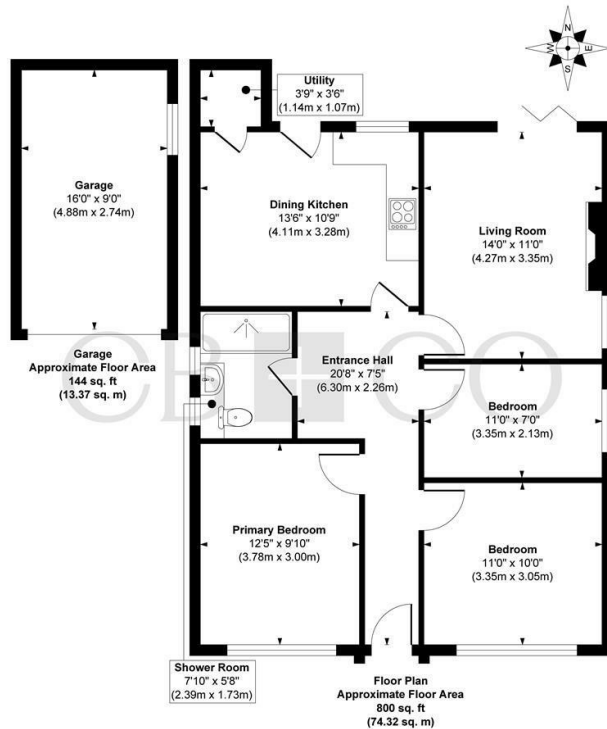 N
W E
S
Utility
3'9" x 3'6"
(1.14m x 1.07m)
Garage
16'0" x 9'0"
(4.88m x 2.74m)
Dining Kitchen
13'6" x 10'9"
(4.11m x 3.28m)
Living Room
14'0" x 11'0"
(4.27m x 3.35m)
Garage
Approximate Floor Area
144 sq. ft
(13.37 sq. m)
Entrance Hall
20'8" x 7'5"
(6.30m x 2.26m)
CB+CO
Bedroom
11'0" x 7'0"
(3.35m x 2.13m)
Primary Bedroom
12'5" x 9'10"
(3.78m x 3.00m)
Bedroom
11'0" x 10'0"
(3.35m x 3.05m)
Shower Room
7'10" x 5'8"
(2.39m x 1.73m)
Floor Plan
Approximate Floor Area
800 sq. ft
(74.32 sq. m)